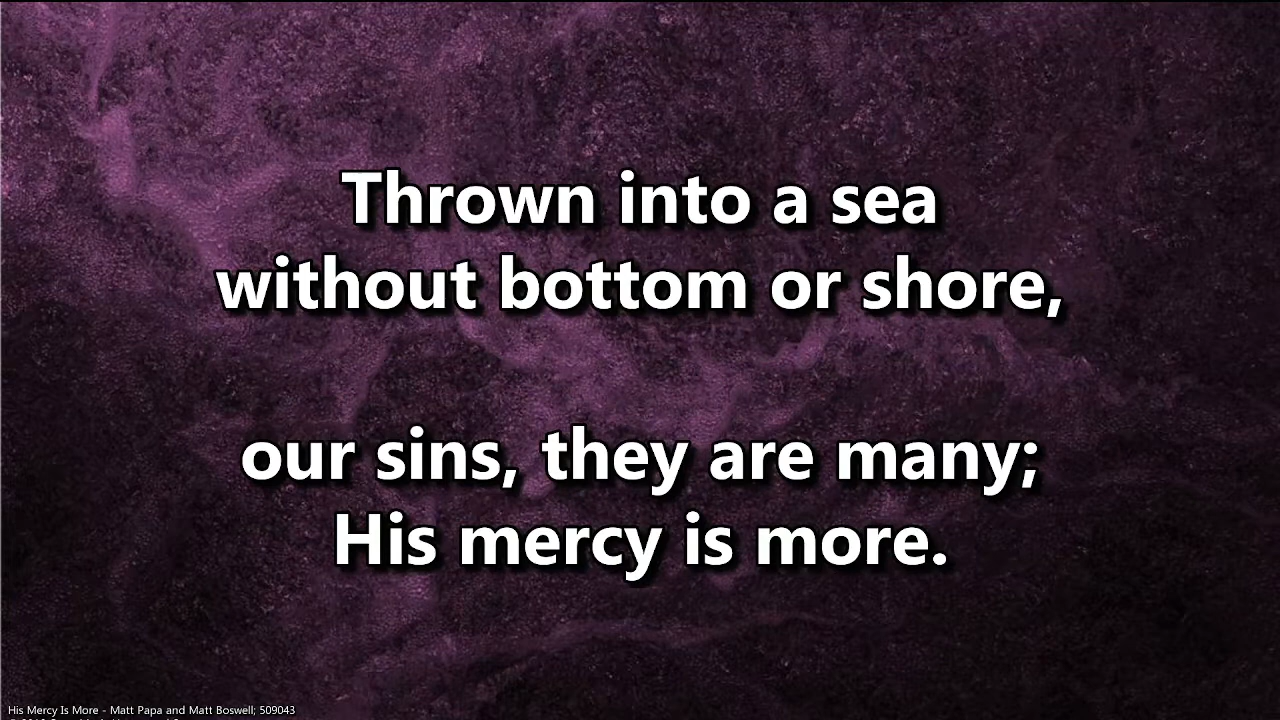 Thrown into a sea
without bottom or shore,
our sins, they are many;
His mercy is more.
His Mercy Is More - Matt Papa and Matt Boswell; 509043